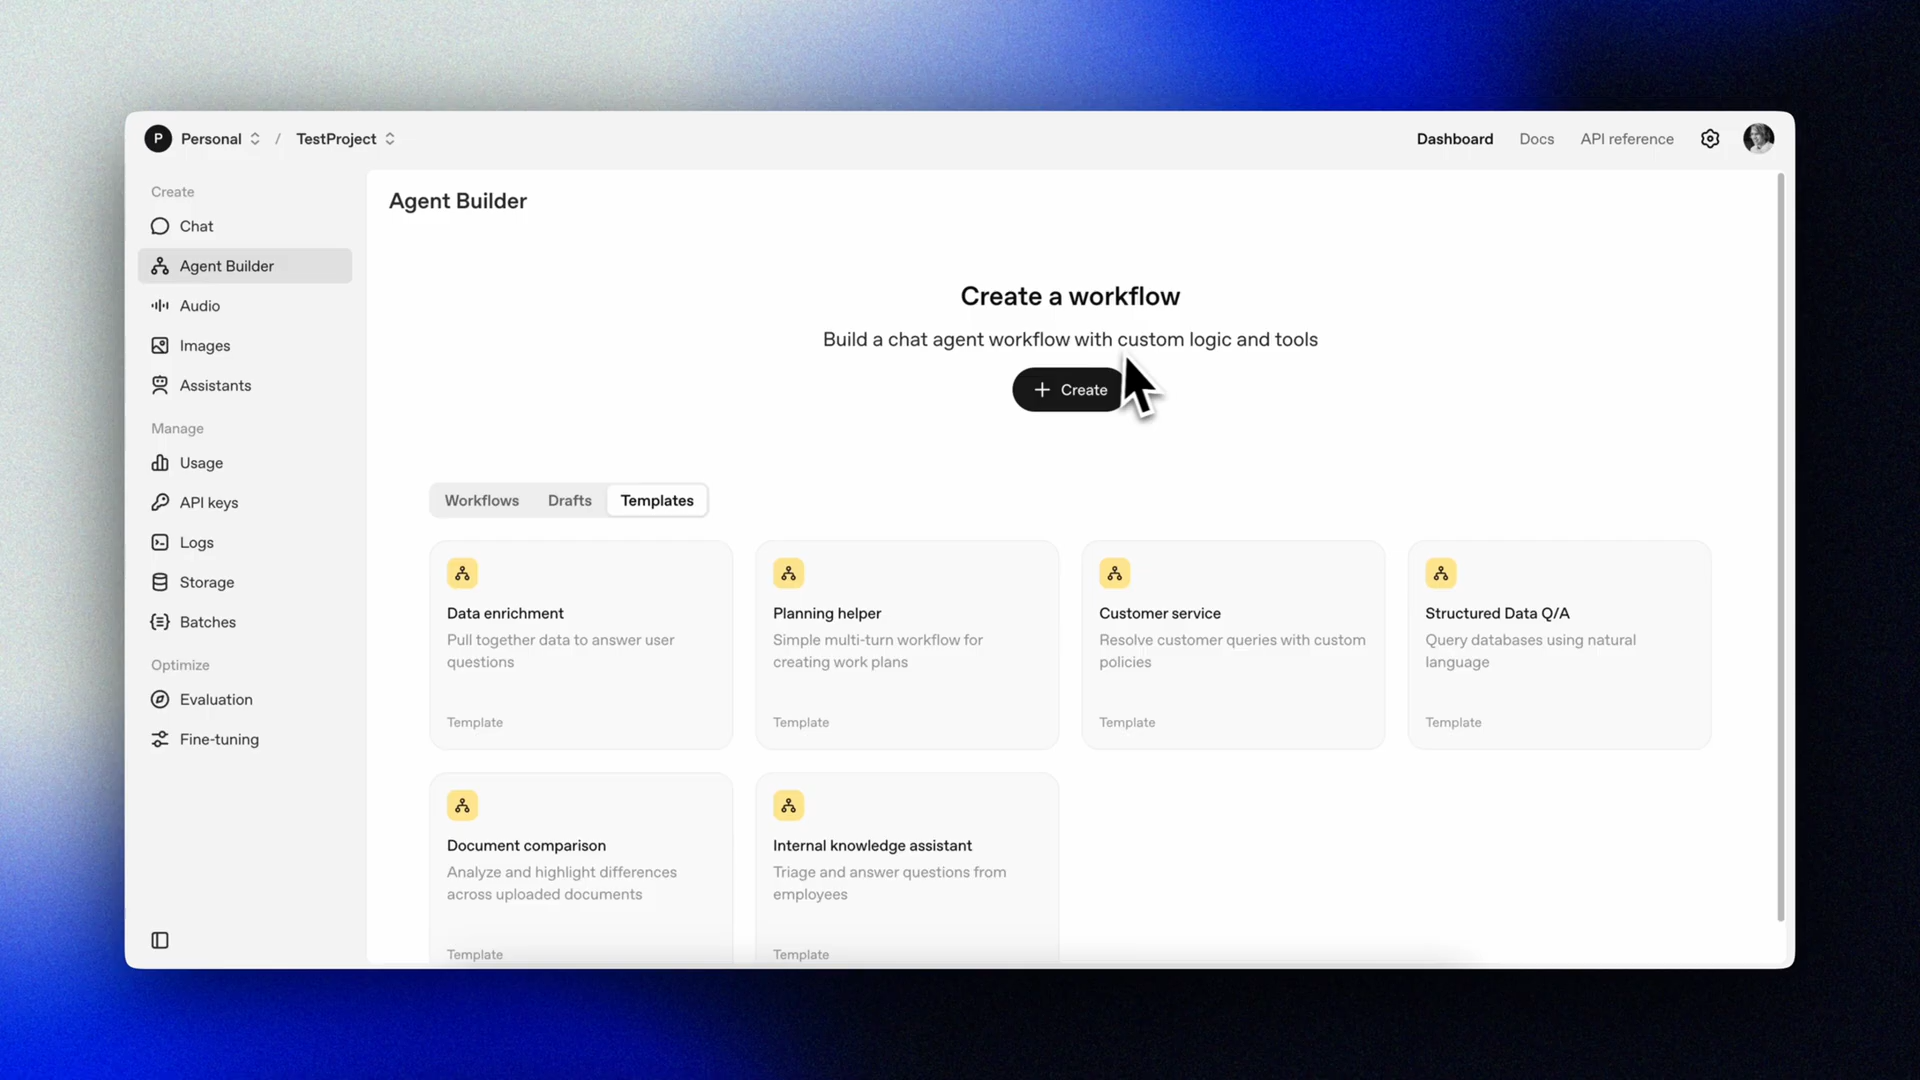 P Personal / TestProject
Dashboard Docs API reference
Create
Chat
Agent Builder
Audio
Images
Assistants
Manage
Usage
API keys
Logs
Storage
Batches
Optimize
Evaluation
Fine-tuning
Agent Builder
Create a workflow
Build a chat agent workflow with custom logic and tools
+ Create
Workflows Drafts Templates
Data enrichment
Pull together data to answer user
questions
Template
Planning helper
Simple multi-turn workflow for
creating work plans
Template
Customer service
Resolve customer queries with custom
policies
Template
Structured Data Q/A
Query databases using natural
language
Template
Document comparison
Analyze and highlight differences
across uploaded documents
Template
Internal knowledge assistant
Triage and answer questions from
employees
Template